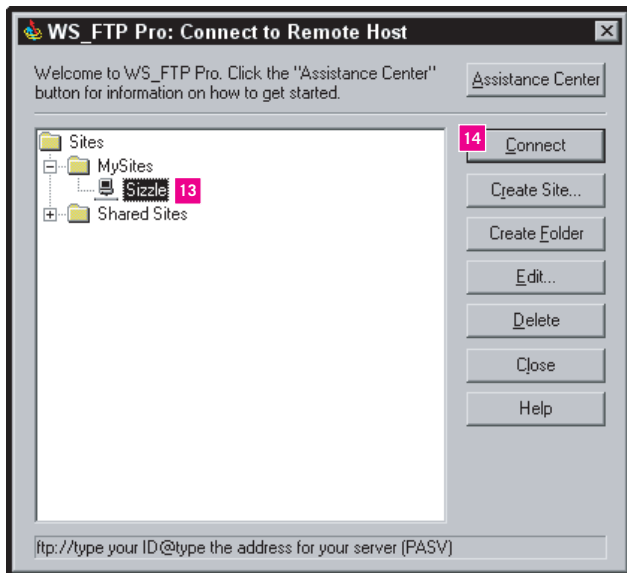 WS_FTP Pro: Connect to Remote Host
Welcome to WS_FTP Pro. Click the "Assistance Center"
button for information on how to get started.
Assistance Center
Sites
MySites
Sizzle 13
Shared Sites
14 Connect
Create Site...
Create Folder
Edit...
Delete
Close
Help
ftp://type your ID@type the address for your server (PASV)